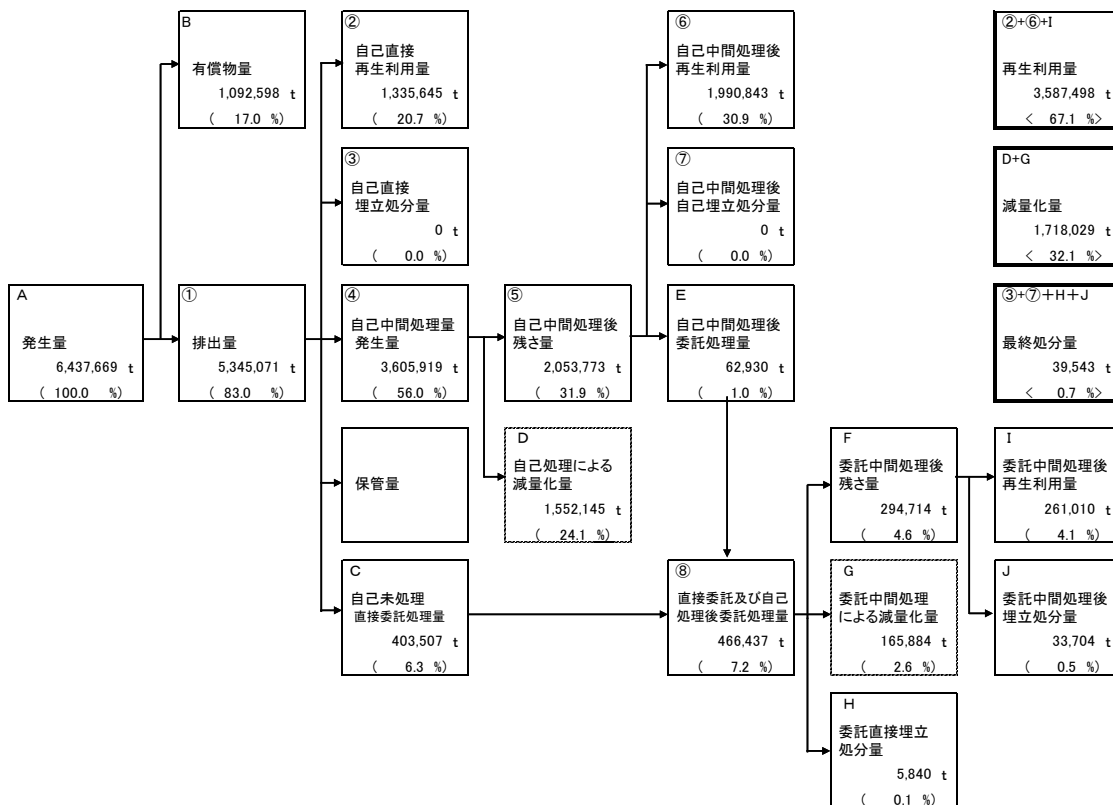 B
有償物量
1,092,598 t
( 17.0 %)
②
自己直接
再生利用量
1,335,645 t
( 20.7 %)
⑥
自己中間処理後
再生利用量
1,990,843 t
( 30.9 %)
②+⑥+I
再生利用量
3,587,498 t
< 67.1 %>
③
自己直接
埋立処分量
0 t
( 0.0 %)
⑦
自己中間処理後
自己埋立処分量
0 t
( 0.0 %)
D+G
減量化量
1,718,029 t
< 32.1 %>
A
発生量
6,437,669 t
( 100.0 %)
①
排出量
5,345,071 t
( 83.0 %)
④
自己中間処理量
発生量
3,605,919 t
( 56.0 %)
⑤
自己中間処理後
残さ量
2,053,773 t
( 31.9 %)
E
自己中間処理後
委託処理量
62,930 t
( 1.0 %)
③+⑦+H+J
最終処分量
39,543 t
< 0.7 %>
保管量
D
自己処理による
減量化量
1,552,145 t
( 24.1 %)
F
委託中間処理後
残さ量
294,714 t
( 4.6 %)
I
委託中間処理後
再生利用量
261,010 t
( 4.1 %)
C
自己未処理
直接委託処理量
403,507 t
( 6.3 %)
⑧
直接委託及び自己
処理後委託処理量
466,437 t
( 7.2 %)
G
委託中間処理
による減量化量
165,884 t
( 2.6 %)
J
委託中間処理後
埋立処分量
33,704 t
( 0.5 %)
H
委託直接埋立
処分量
5,840 t
( 0.1 %)